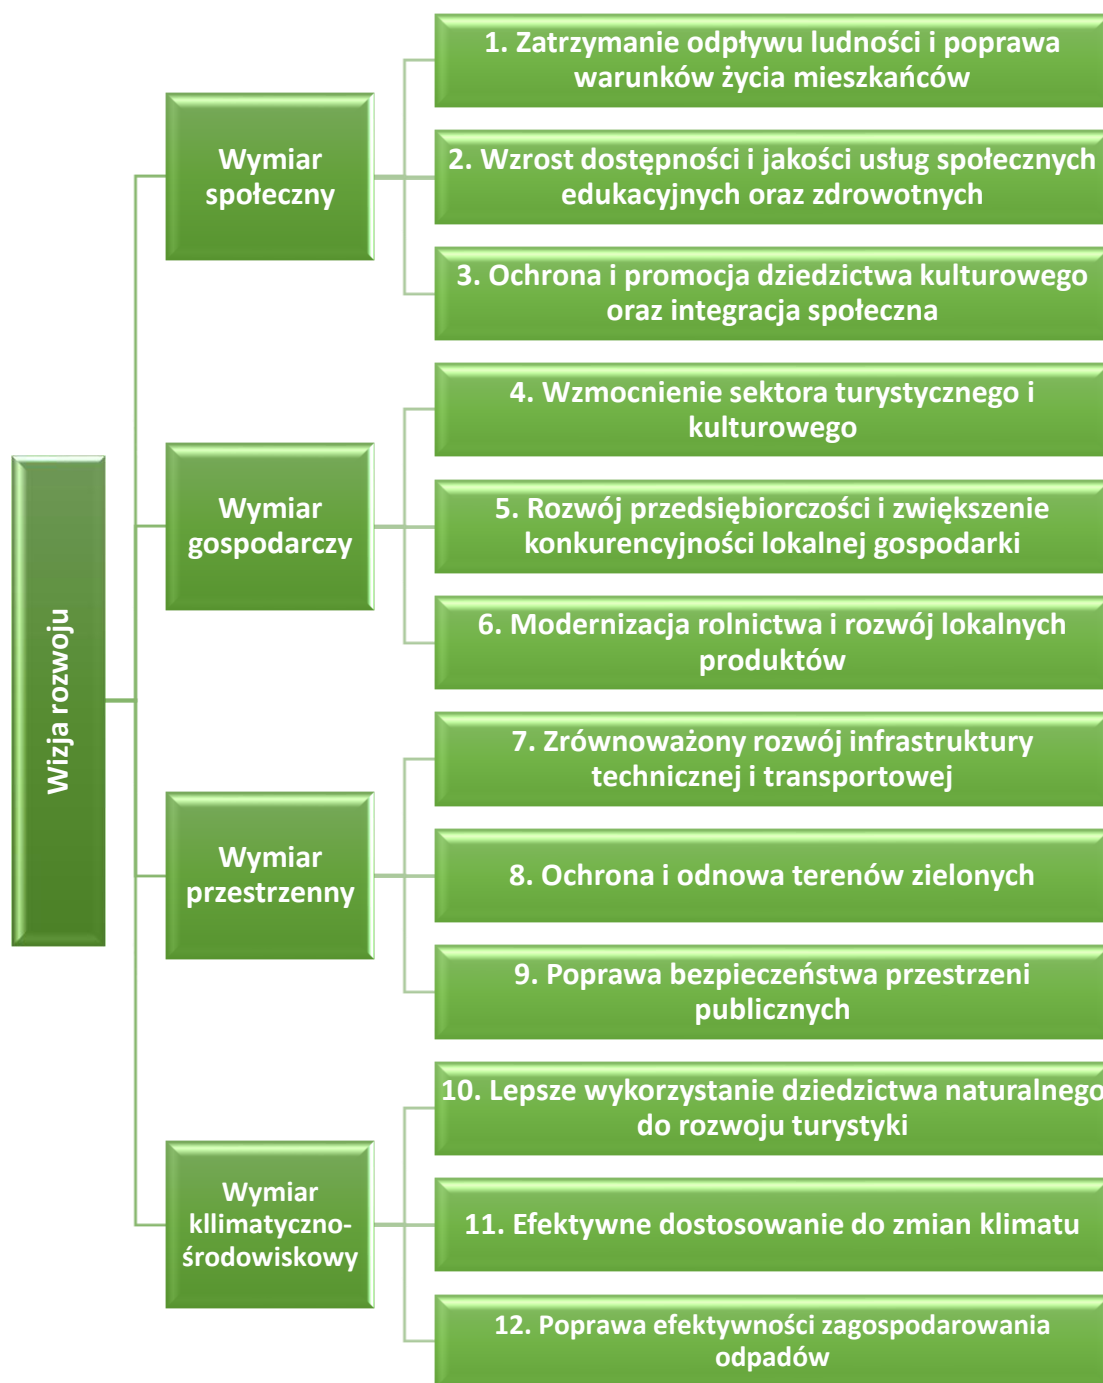 Wizja rozwoju
Wymiar
społeczny
1. Zatrzymanie odpływu ludności i poprawa
warunków życia mieszkańców
2. Wzrost dostępności i jakości usług społecznych
edukacyjnych oraz zdrowotnych
3. Ochrona i promocja dziedzictwa kulturowego
oraz integracja społeczna
Wymiar
gospodarczy
4. Wzmocnienie sektora turystycznego i
kulturowego
5. Rozwój przedsiębiorczości i zwiększenie
konkurencyjności lokalnej gospodarki
6. Modernizacja rolnictwa i rozwój lokalnych
produktów
Wymiar
przestrzenny
7. Zrównoważony rozwój infrastruktury
technicznej i transportowej
8. Ochrona i odnowa terenów zielonych
9. Poprawa bezpieczeństwa przestrzeni
publicznych
Wymiar
kllimatyczno-
środowiskowy
10. Lepsze wykorzystanie dziedzictwa naturalnego
do rozwoju turystyki
11. Efektywne dostosowanie do zmian klimatu
12. Poprawa efektywności zagospodarowania
odpadów